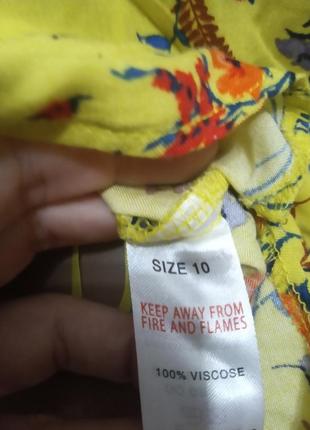 SIZE 10
KEEP AWAY FROM
FIRE AND FLAMES
100% VISCOSE